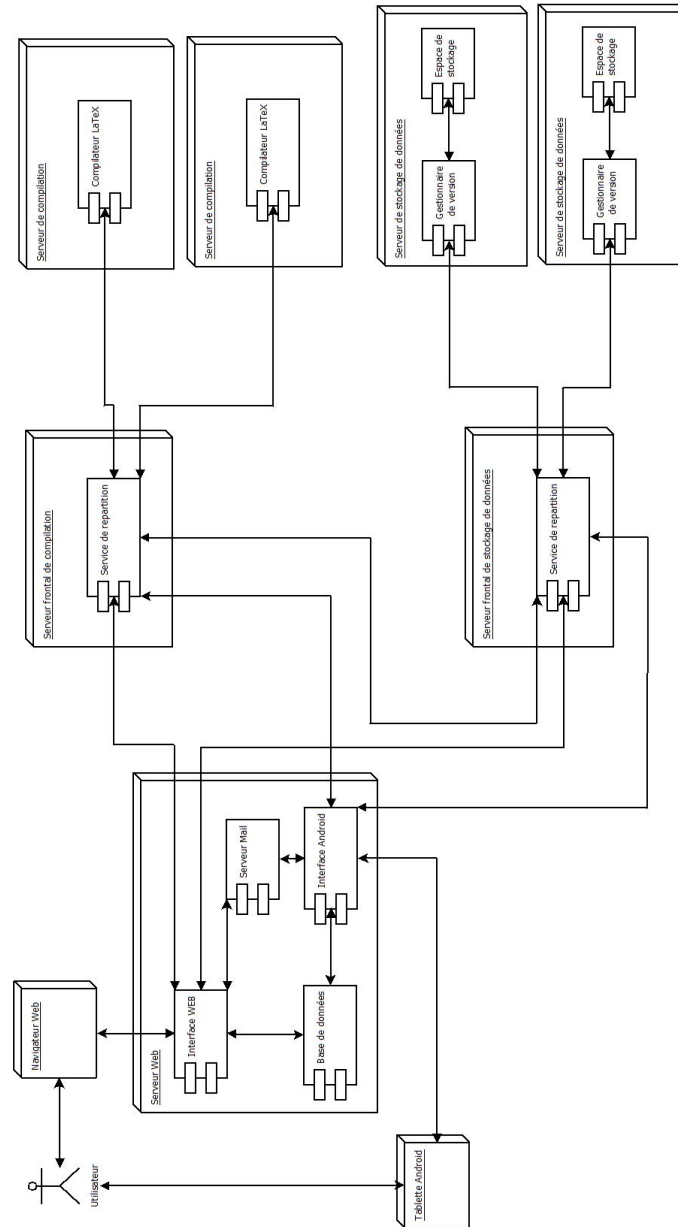 Utilisateur
Navigateur Web
Tablette Android
Serveur Web
Interface WEB
Serveur Mail
Base de données
Interface Android
Serveur frontal de compilation
Service de repartition
Serveur frontal de stockage de données
Service de repartition
Serveur de compilation
Compilateur LaTeX
Serveur de compilation
Compilateur LaTeX
Serveur de stockage de données
Gestionnaire
de version
Espace de
stockage
Serveur de stockage de données
Gestionnaire
de version
Espace de
stockage